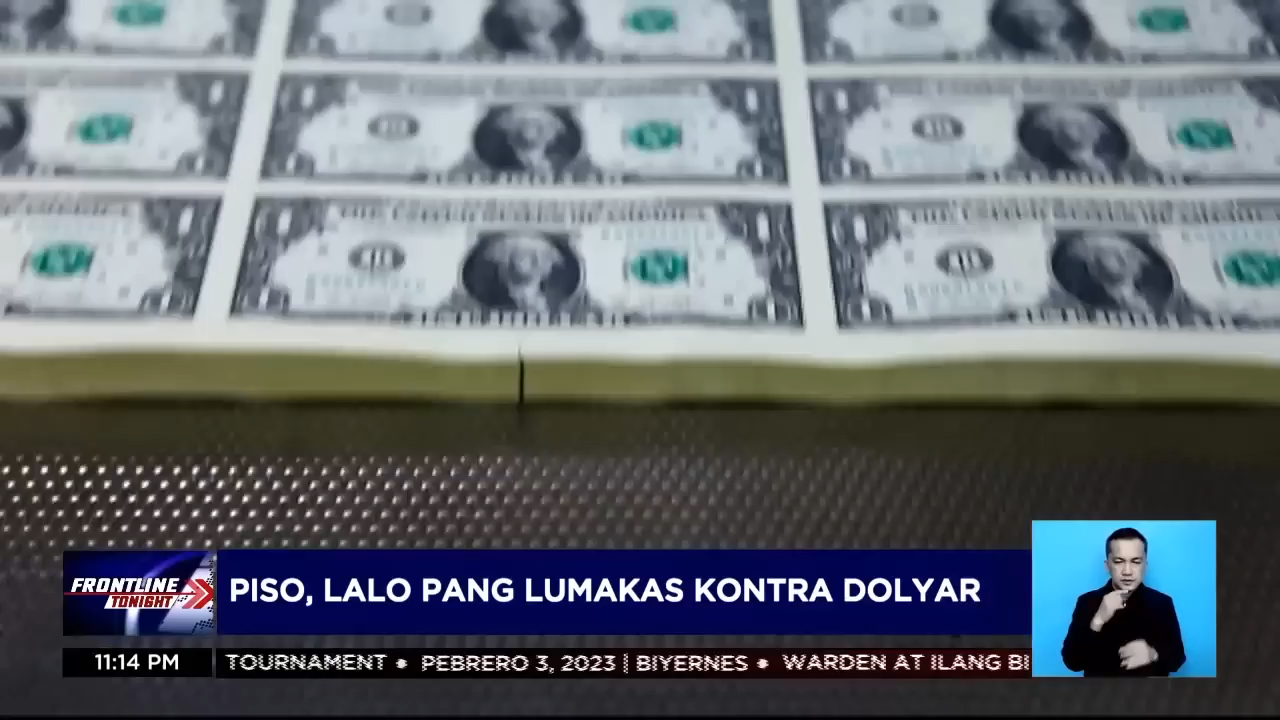 FRONTLINE
TONIGHT
PISO, LALO PANG LUMAKAS KONTRA DOLYAR
11:14 PM
TOURNAMENT • PEBRERO 3, 2023 | BIYERNES • WARDEN AT ILANG BI